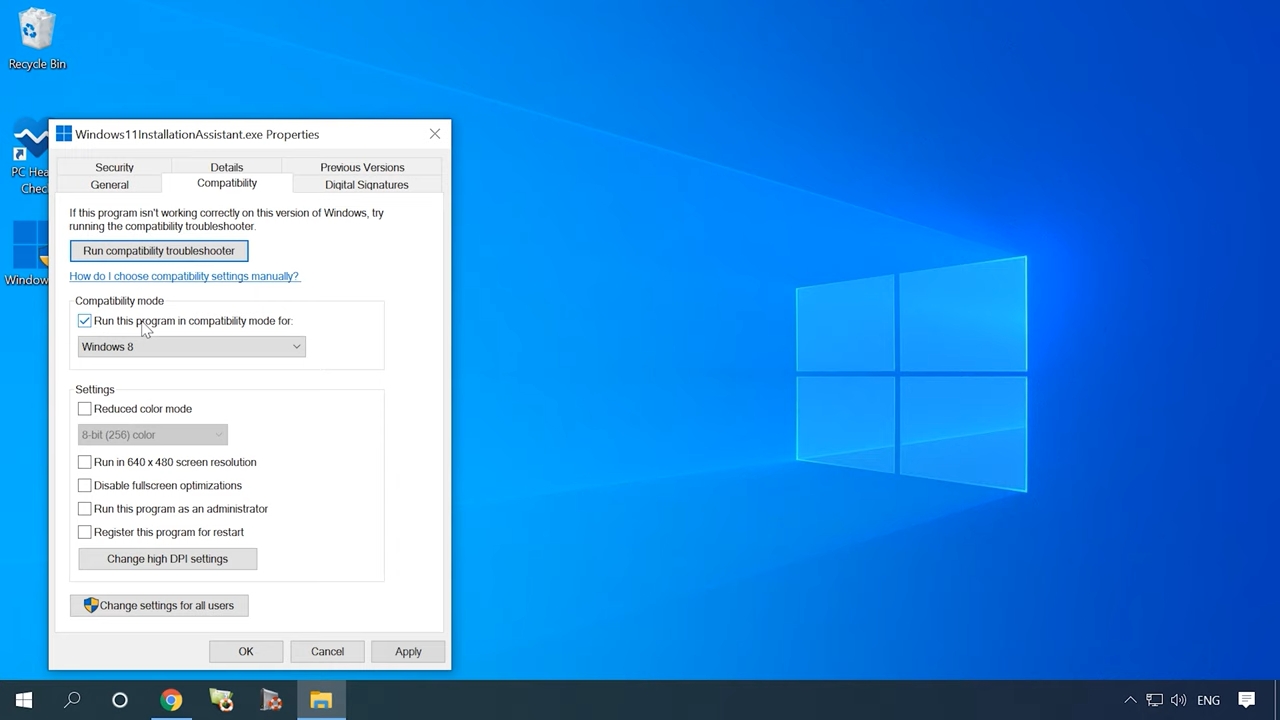 Recycle Bin
PC Hea
Chec
Window
Windows11InstallationAssistant.exe Properties
Security
Details
Previous Versions
General
Compatibility
Digital Signatures
If this program isn't working correctly on this version of Windows, try
running the compatibility troubleshooter.
Run compatibility troubleshooter
How do I choose compatibility settings manually?
Compatibility mode
Run this program in compatibility mode for:
Windows 8
Settings
Reduced color mode
8-bit (256) color
Run in 640 x 480 screen resolution
Disable fullscreen optimizations
Run this program as an administrator
Register this program for restart
Change high DPI settings
Change settings for all users
OK
Cancel
Apply
ENG